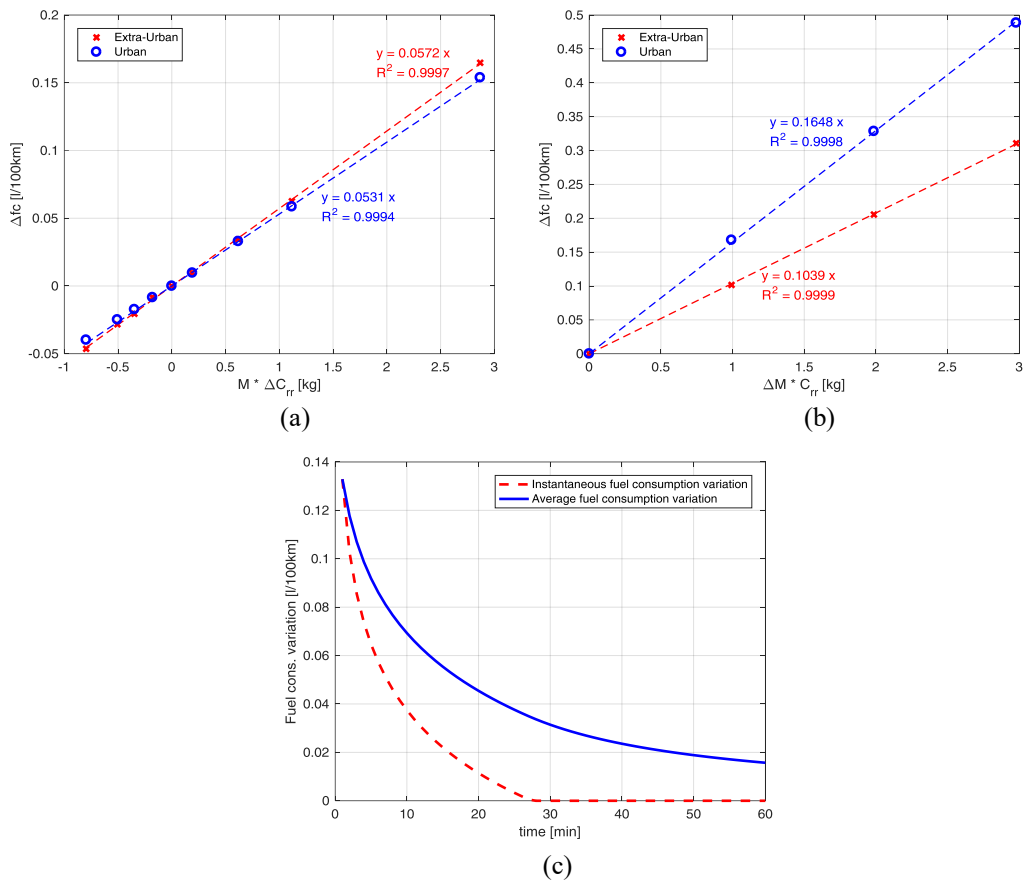 Extra-Urban
Urban
y = 0.0572 x
R² = 0.9997
y = 0.0531 x
R² = 0.9994
0.2
0.15
0.1
0.05
0
-0.05
-1
-0.5
0
0.5
1
1.5
2
2.5
3
Δfc [l/100km]
M * ΔCrr [kg]
(a)
Extra-Urban
Urban
y = 0.1648 x
R² = 0.9998
y = 0.1039 x
R² = 0.9999
0.5
0.45
0.4
0.35
0.3
0.25
0.2
0.15
0.1
0.05
0
0
0.5
1
1.5
2
2.5
3
Δfc [l/100km]
ΔM * Crr [kg]
(b)
Instantaneous fuel consumption variation
Average fuel consumption variation
0.14
0.12
0.1
0.08
0.06
0.04
0.02
0
0
10
20
30
40
50
60
Fuel cons. variation [l/100km]
time [min]
(c)